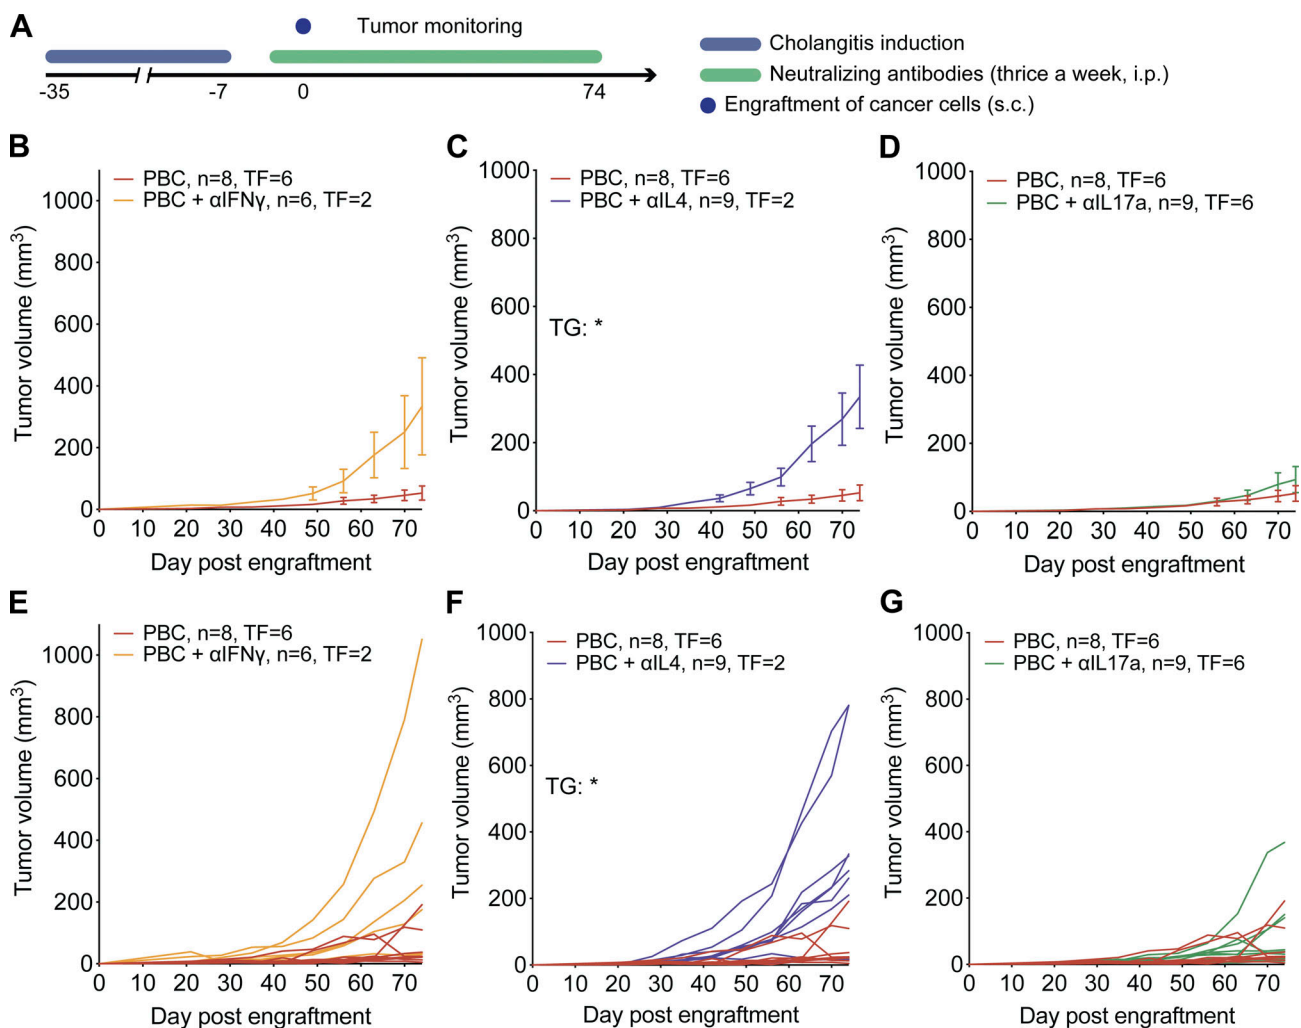 A
Tumor monitoring
-35
-7
0
74
Cholangitis induction
Neutralizing antibodies (thrice a week, i.p.)
Engraftment of cancer cells (s.c.)
B
PBC, n=8, TF=6
PBC + αIFNγ, n=6, TF=2
Tumor volume (mm³)
1000
800
600
400
200
0
0 10 20 30 40 50 60 70
Day post engraftment
C
PBC, n=8, TF=6
PBC + αIL4, n=9, TF=2
TG: *
Tumor volume (mm³)
1000
800
600
400
200
0
0 10 20 30 40 50 60 70
Day post engraftment
D
PBC, n=8, TF=6
PBC + αIL17a, n=9, TF=6
Tumor volume (mm³)
1000
800
600
400
200
0
0 10 20 30 40 50 60 70
Day post engraftment
E
PBC, n=8, TF=6
PBC + αIFNγ, n=6, TF=2
Tumor volume (mm³)
1000
800
600
400
200
0
0 10 20 30 40 50 60 70
Day post engraftment
F
PBC, n=8, TF=6
PBC + αIL4, n=9, TF=2
TG: *
Tumor volume (mm³)
1000
800
600
400
200
0
0 10 20 30 40 50 60 70
Day post engraftment
G
PBC, n=8, TF=6
PBC + αIL17a, n=9, TF=6
Tumor volume (mm³)
1000
800
600
400
200
0
0 10 20 30 40 50 60 70
Day post engraftment